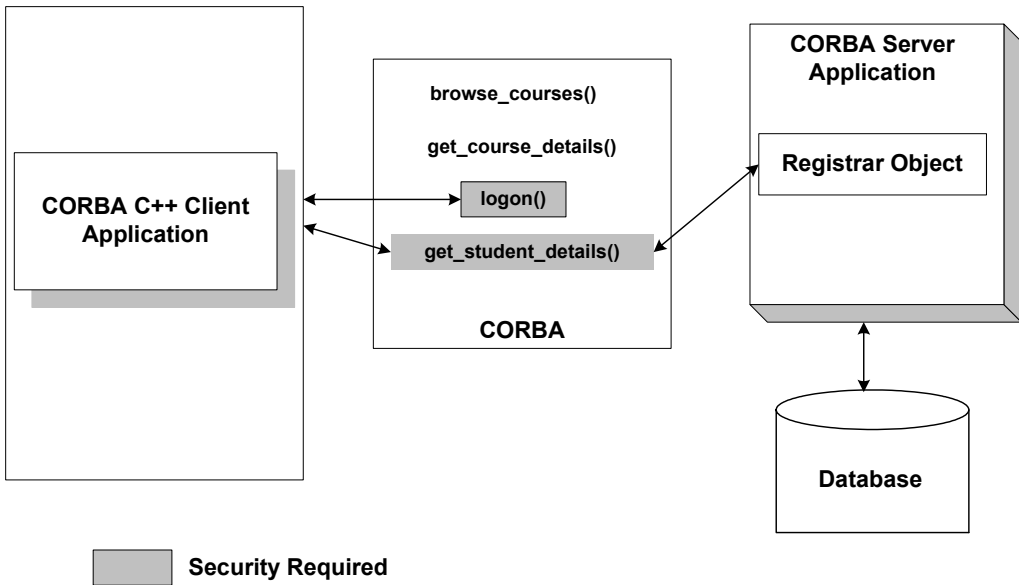 CORBA C++ Client
Application
browse_courses()
get_course_details()
logon()
get_student_details()
CORBA
CORBA Server
Application
Registrar Object
Database
Security Required